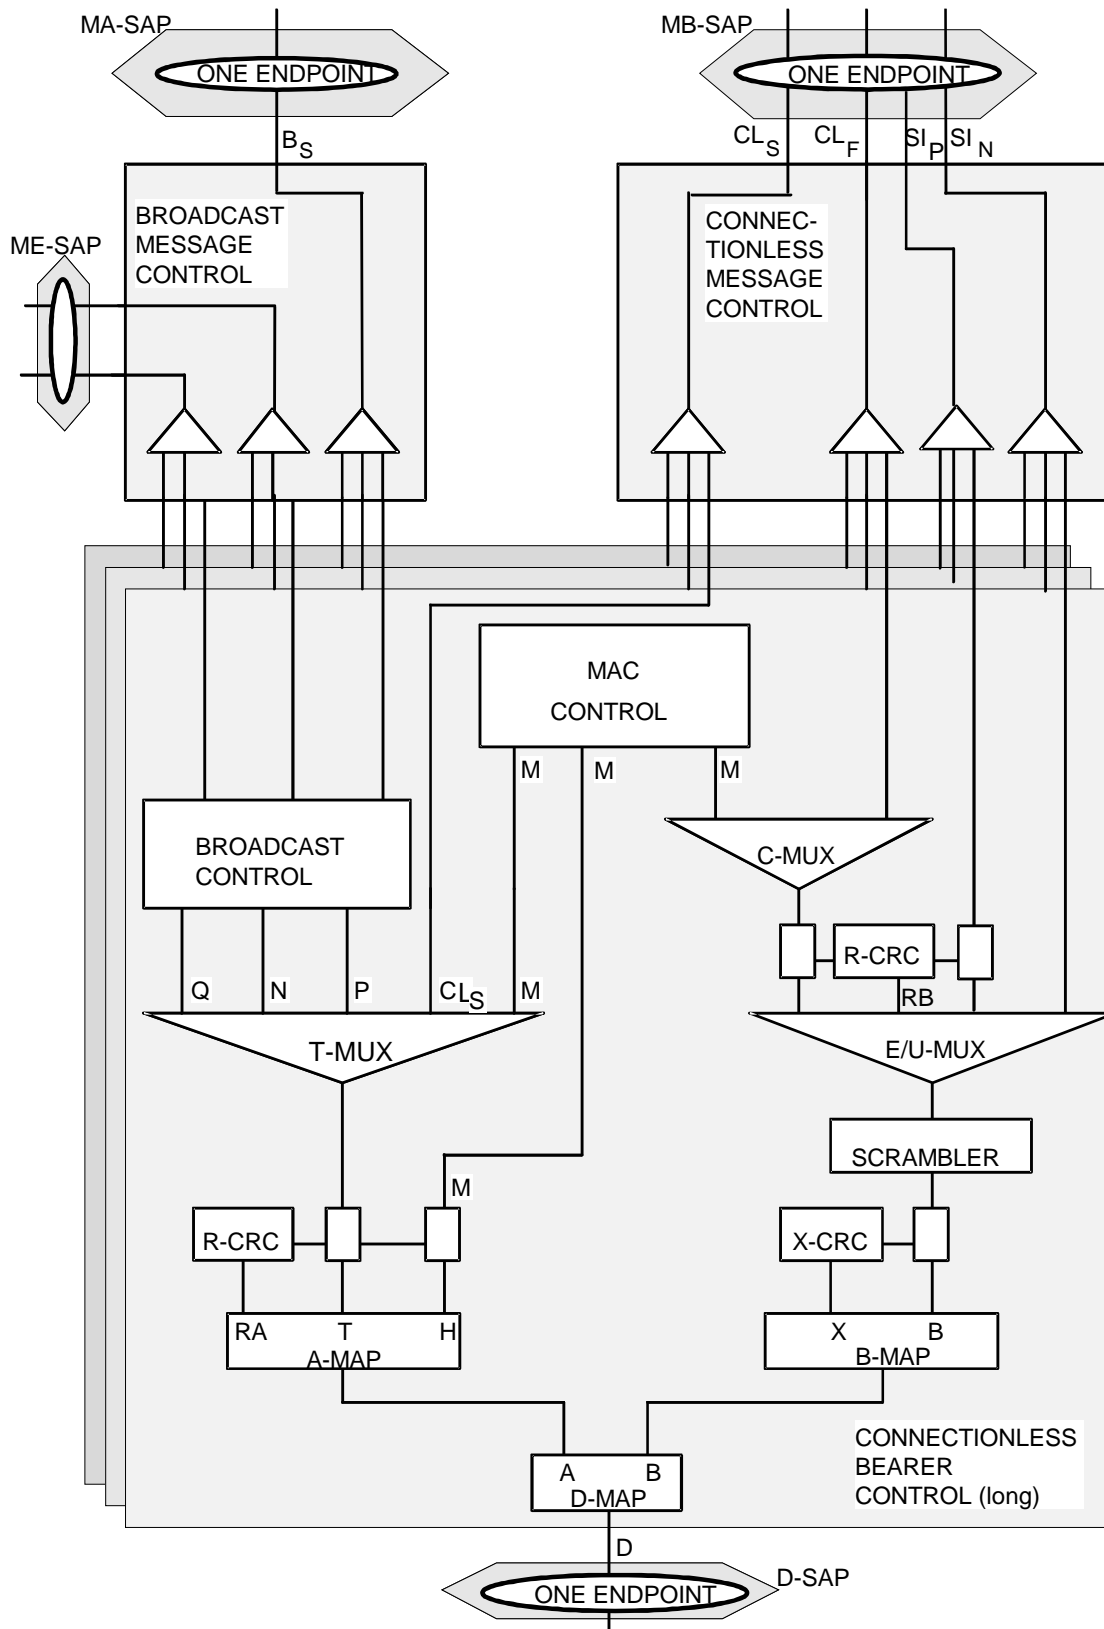 MA-SAP
MB-SAP
ONE ENDPOINT
ONE ENDPOINT
BS
CLS
CLF
SIP
SIN
BROADCAST
MESSAGE
CONTROL
CONNEC-
TIONLESS
MESSAGE
CONTROL
ME-SAP
MAC
CONTROL
M
M
M
BROADCAST
CONTROL
C-MUX
R-CRC
Q
N
P
CLS
M
RB
T-MUX
E/U-MUX
SCRAMBLER
M
R-CRC
X-CRC
RA
T
H
A-MAP
X
B
B-MAP
CONNECTIONLESS
BEARER
CONTROL (long)
A
B
D-MAP
D
D-SAP
ONE ENDPOINT